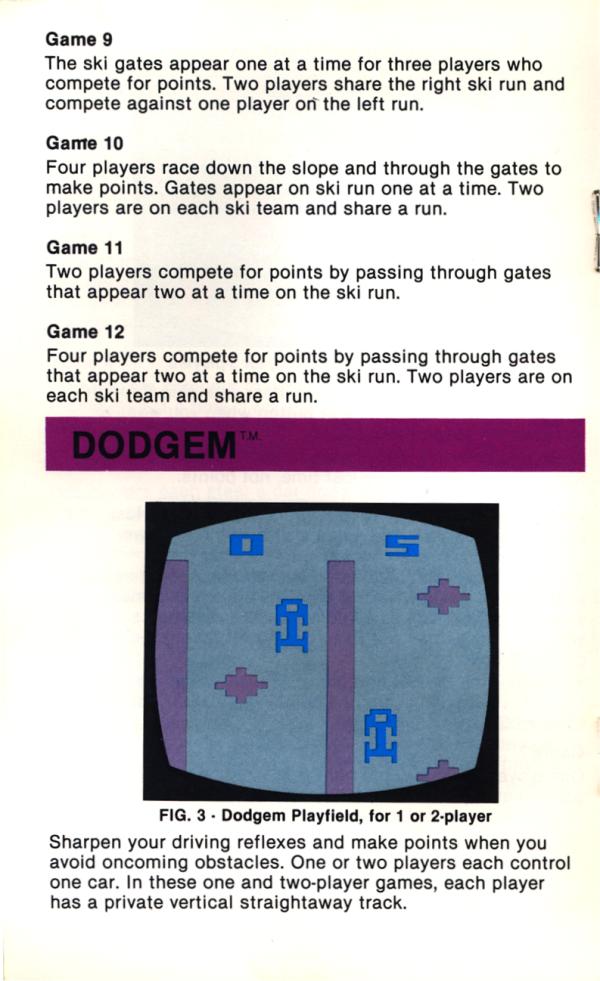 Game 9
The ski gates appear one at a time for three players who
compete for points. Two players share the right ski run and
compete against one player on the left run.
Game 10
Four players race down the slope and through the gates to
make points. Gates appear on ski run one at a time. Two
players are on each ski team and share a run.
Game 11
Two players compete for points by passing through gates
that appear two at a time on the ski run.
Game 12
Four players compete for points by passing through gates
that appear two at a time on the ski run. Two players are on
each ski team and share a run.
DODGEM T.M.
0 5
FIG. 3 - Dodgem Playfield, for 1 or 2-player
Sharpen your driving reflexes and make points when you
avoid oncoming obstacles. One or two players each control
one car. In these one and two-player games, each player
has a private vertical straightaway track.